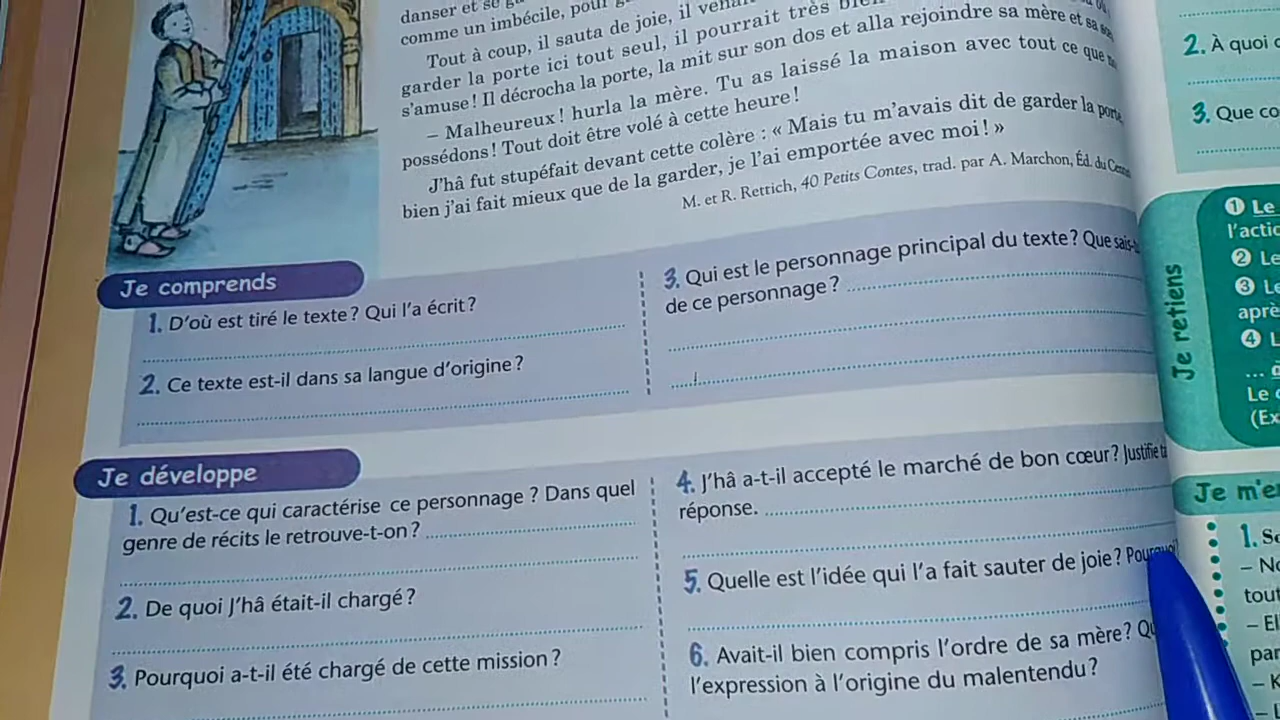 danser et se
comme un imbécile, pour
Tout à coup, il sauta de joie, il
garder la porte ici tout seul, il pourrait très
s'amuse ! Il décrocha la porte, la mit sur son dos et alla rejoindre sa mère et sa
– Malheureux ! hurla la mère. Tu as laissé la maison avec tout ce que
possédons ! Tout doit être volé à cette heure !
J'hâ fut stupéfait devant cette colère : « Mais tu m'avais dit de garder la porte,
bien j'ai fait mieux que de la garder, je l'ai emportée avec moi ! »
M. et R. Rettich, 40 Petits Contes, trad. par A. Marchon, Éd. du
Je comprends
1. D'où est tiré le texte ? Qui l'a écrit ?
2. Ce texte est-il dans sa langue d'origine ?
3. Qui est le personnage principal du texte ? Que sais-tu
de ce personnage ?
Je développe
1. Qu'est-ce qui caractérise ce personnage ? Dans quel
genre de récits le retrouve-t-on ?
2. De quoi J'hâ était-il chargé ?
3. Pourquoi a-t-il été chargé de cette mission ?
4. J'hâ a-t-il accepté le marché de bon cœur ? Justifie ta
réponse.
5. Quelle est l'idée qui l'a fait sauter de joie ? Pourquoi ?
6. Avait-il bien compris l'ordre de sa mère ?
l'expression à l'origine du malentendu ?
2. À quoi
3. Que
Je retiens
1 Le
l'actio
2 Le
3 Le
aprè
4 L
...
Le
(Ex
Je m'e
1.
tout
– El
par
– K